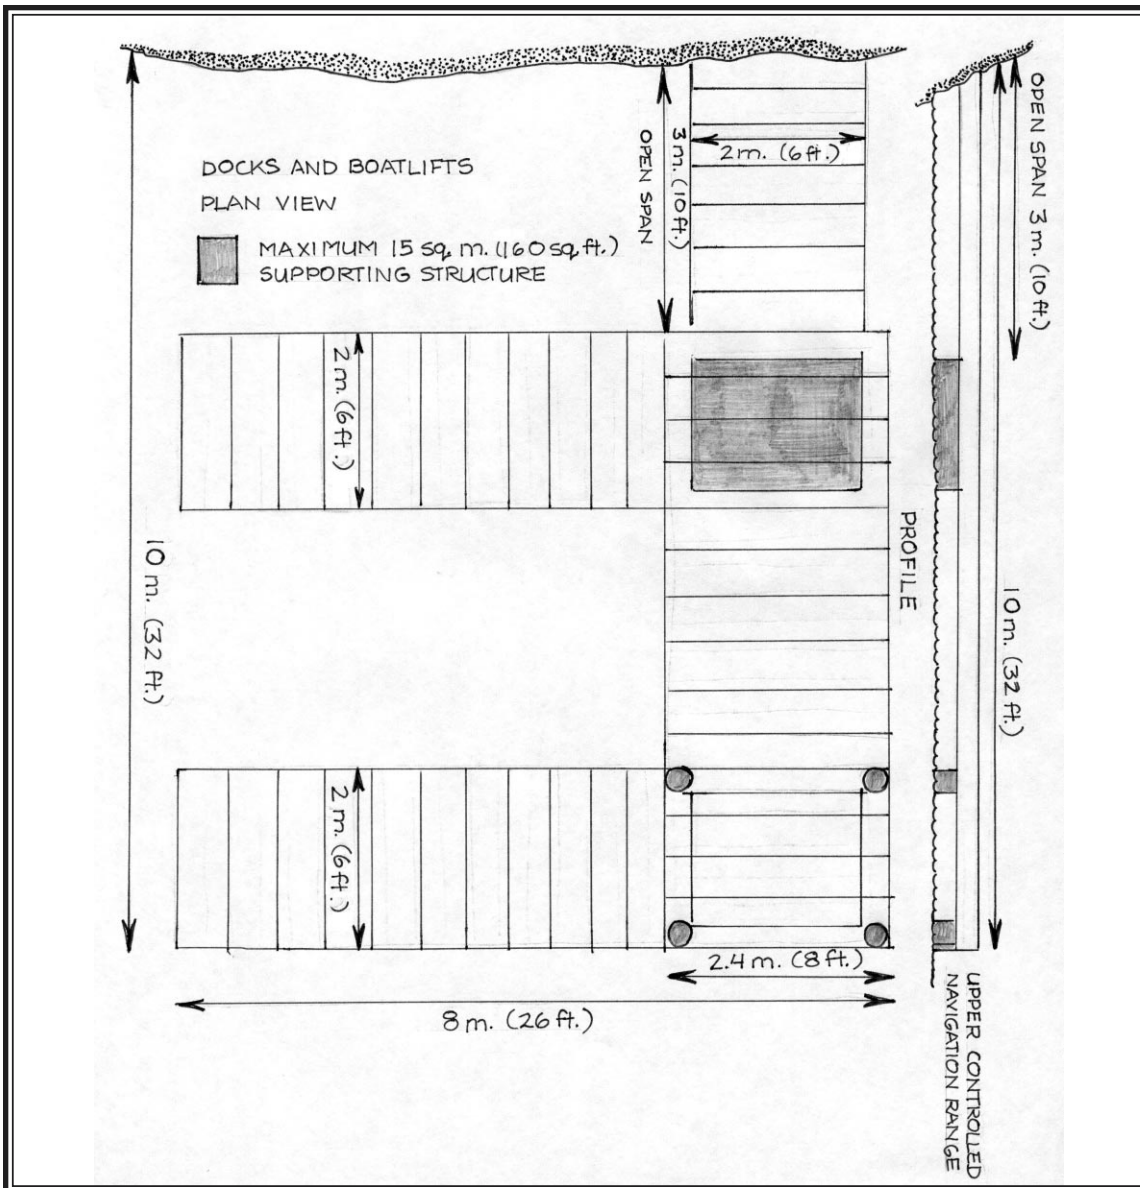 DOCKS AND BOATLIFTS
PLAN VIEW
MAXIMUM 15 sq. m. (160 sq. ft.)
SUPPORTING STRUCTURE
10 m. (32 ft.)
3 m. (10 ft.)
OPEN SPAN
2 m. (6 ft.)
2 m. (6 ft.)
2 m. (6 ft.)
2.4 m. (8 ft.)
8 m. (26 ft.)
PROFILE
OPEN SPAN 3 m. (10 ft.)
10 m. (32 ft.)
UPPER CONTROLLED
NAVIGATION RANGE